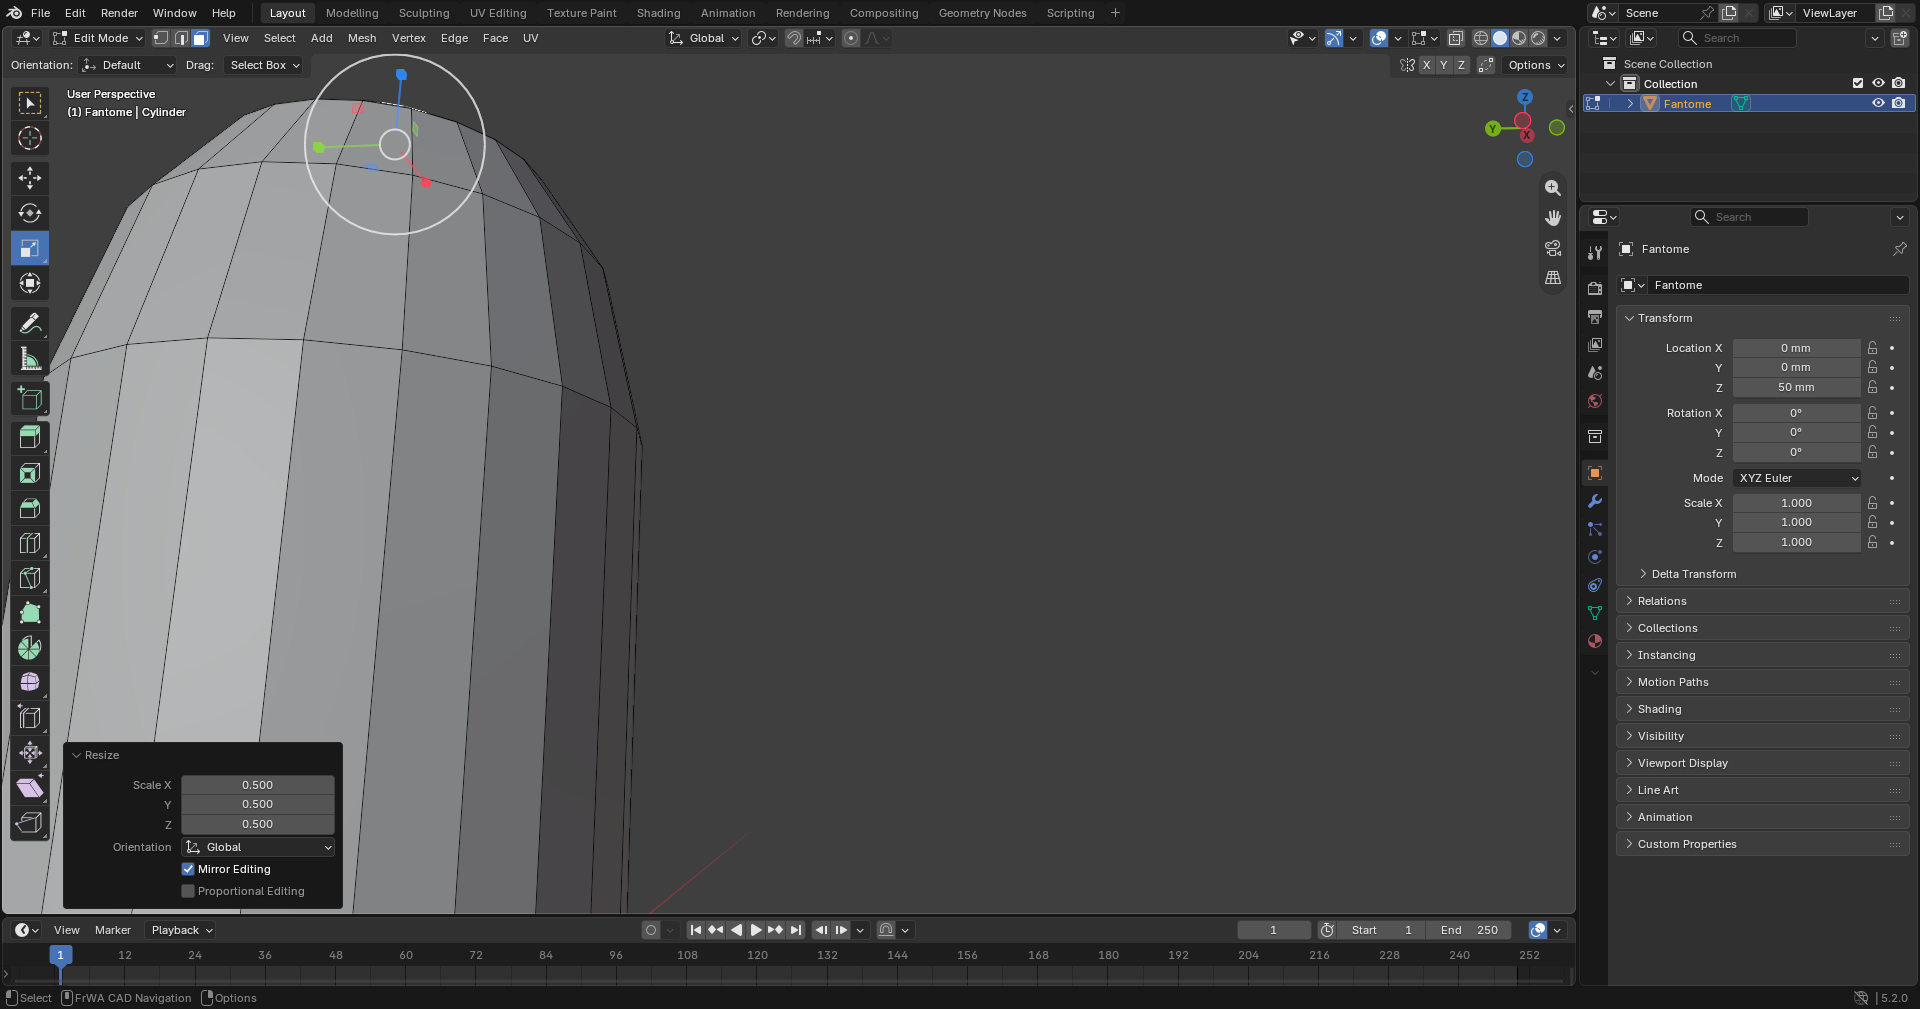 File Edit Render Window Help Layout Modelling Sculpting UV Editing Texture Paint Shading Animation Rendering Compositing Geometry Nodes Scripting + Scene ViewLayer
Edit Mode View Select Add Mesh Vertex Edge Face UV Global Search
Orientation: Default Drag: Select Box X Y Z Options
Scene Collection
Collection
Fantome
User Perspective
(1) Fantome | Cylinder
Z
Y
X
Search
Fantome
Fantome
Transform
Location X 0 mm
Y 0 mm
Z 50 mm
Rotation X 0°
Y 0°
Z 0°
Mode XYZ Euler
Scale X 1.000
Y 1.000
Z 1.000
Delta Transform
Relations
Collections
Instancing
Motion Paths
Shading
Visibility
Viewport Display
Line Art
Animation
Custom Properties
Resize
Scale X 0.500
Y 0.500
Z 0.500
Orientation Global
Mirror Editing
Proportional Editing
View Marker Playback 1 Start 1 End 250
1 12 24 36 48 60 72 84 96 108 120 132 144 156 168 180 192 204 216 228 240 252
Select FrWA CAD Navigation Options 5.2.0